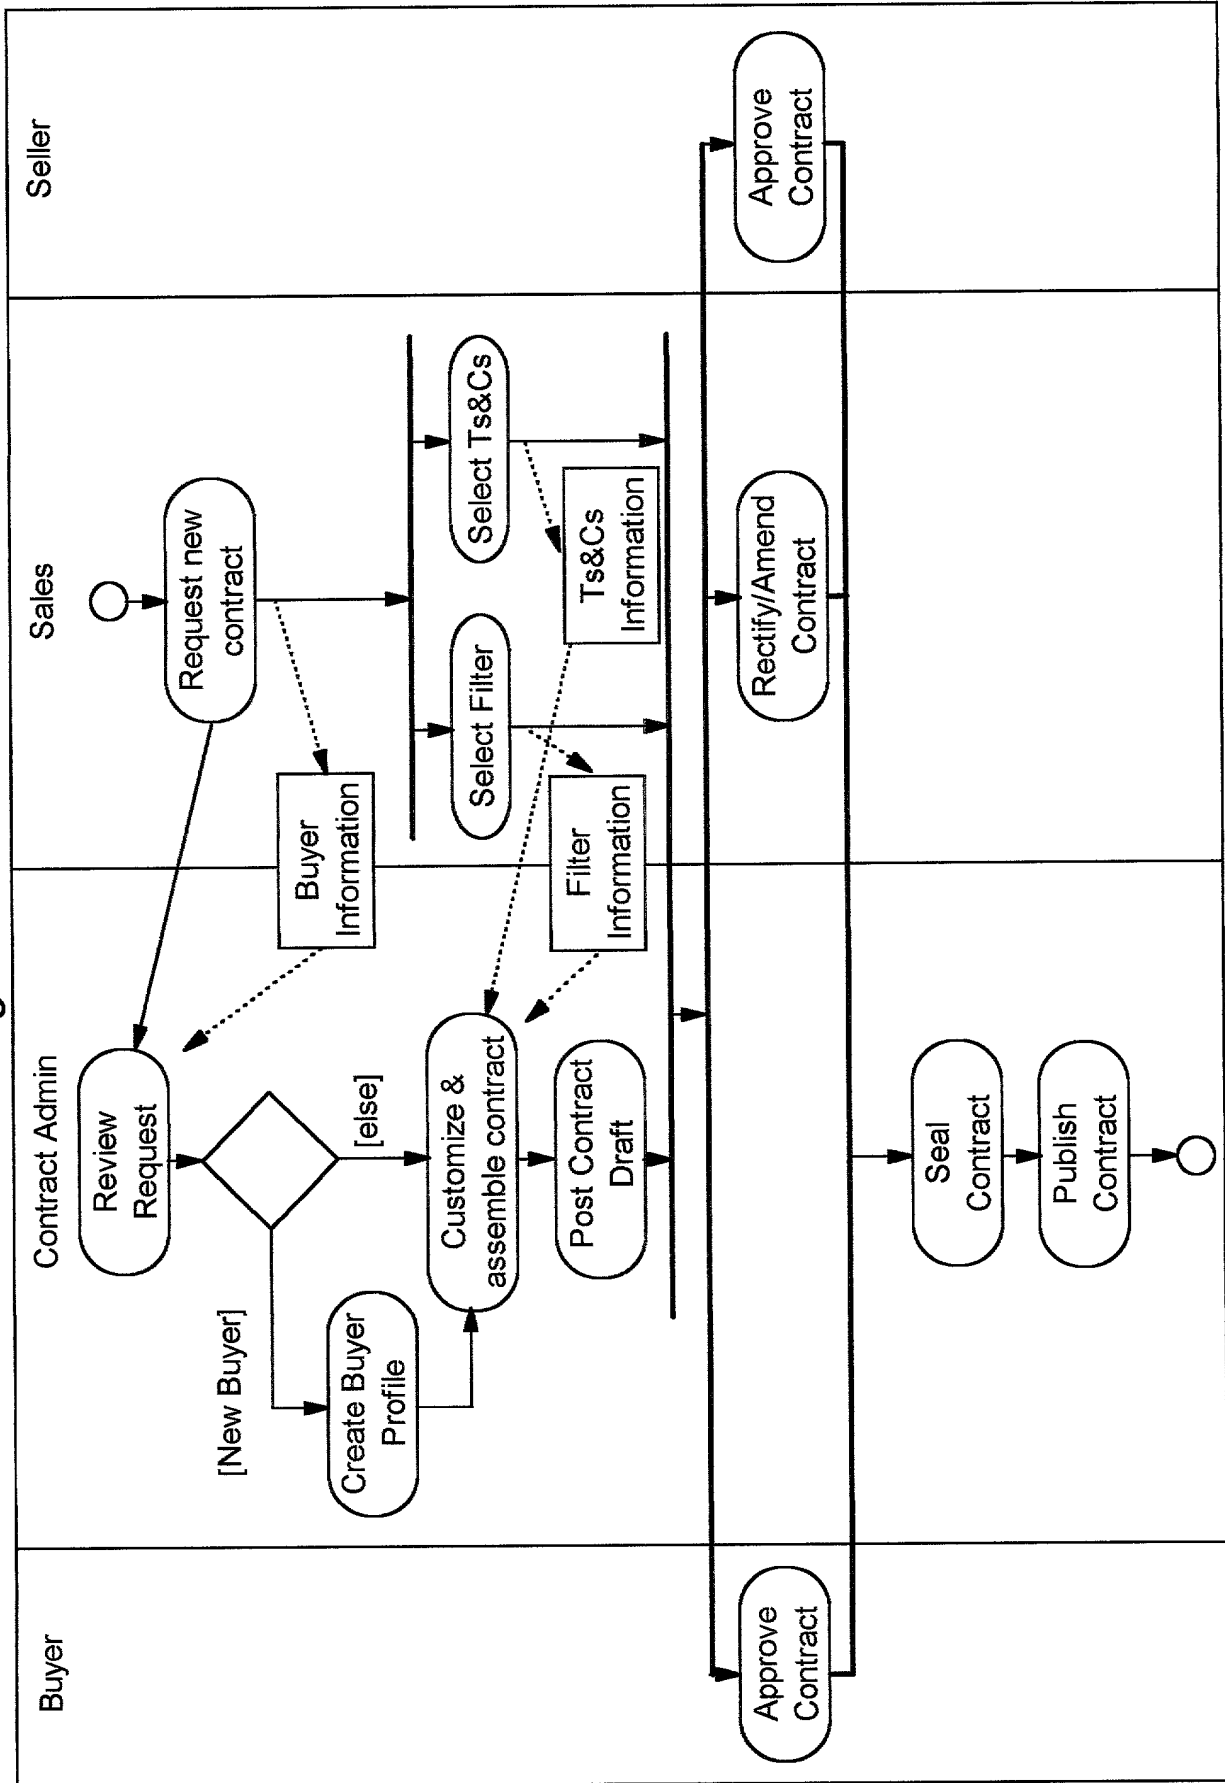 Buyer
Contract Admin
Sales
Seller
Request new
contract
Review
Request
[New Buyer]
[else]
Buyer
Information
Create Buyer
Profile
Select Filter
Select Ts&Cs
Customize &
assemble contract
Filter
Information
Ts&Cs
Information
Post Contract
Draft
Approve
Contract
Rectify/Amend
Contract
Approve
Contract
Seal
Contract
Publish
Contract